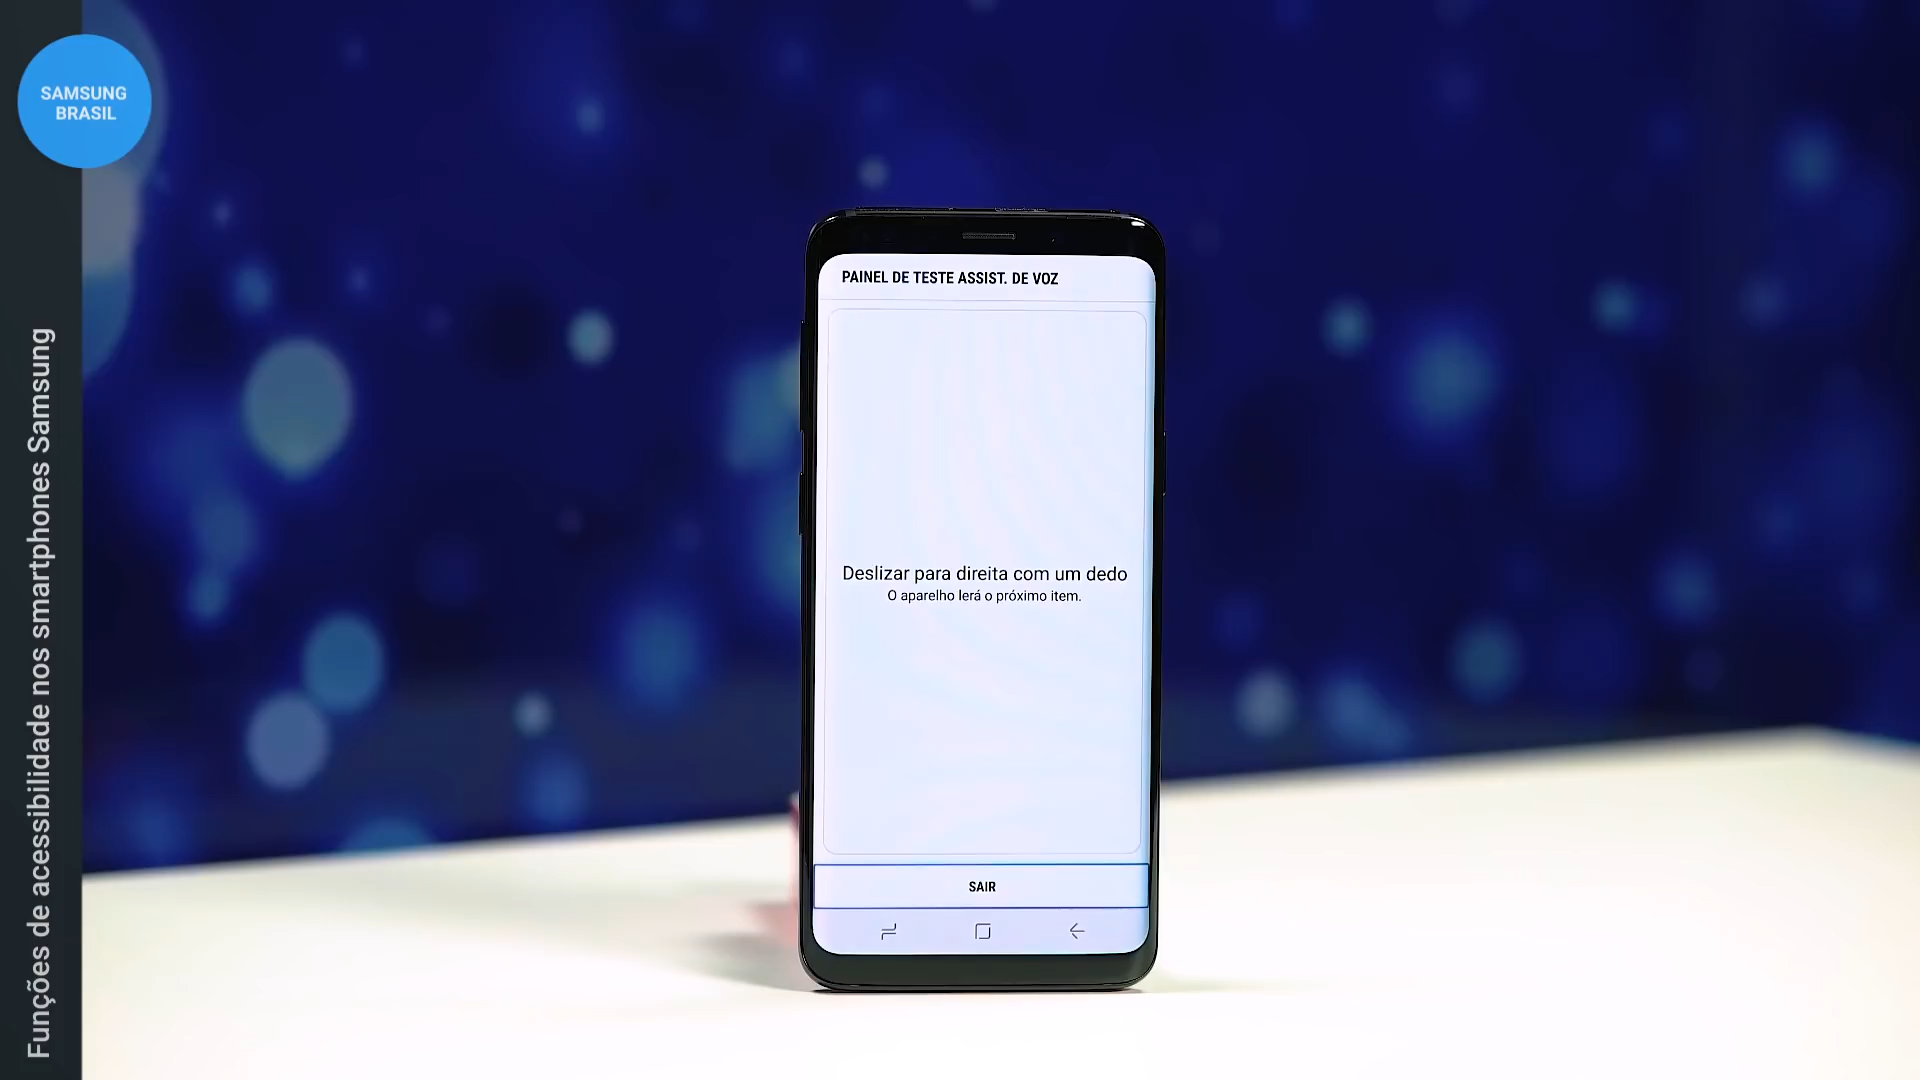 SAMSUNG
BRASIL
Funções de acessibilidade nos smartphones Samsung
PAINEL DE TESTE ASSIST. DE VOZ
Deslizar para direita com um dedo
O aparelho lerá o próximo item.
SAIR